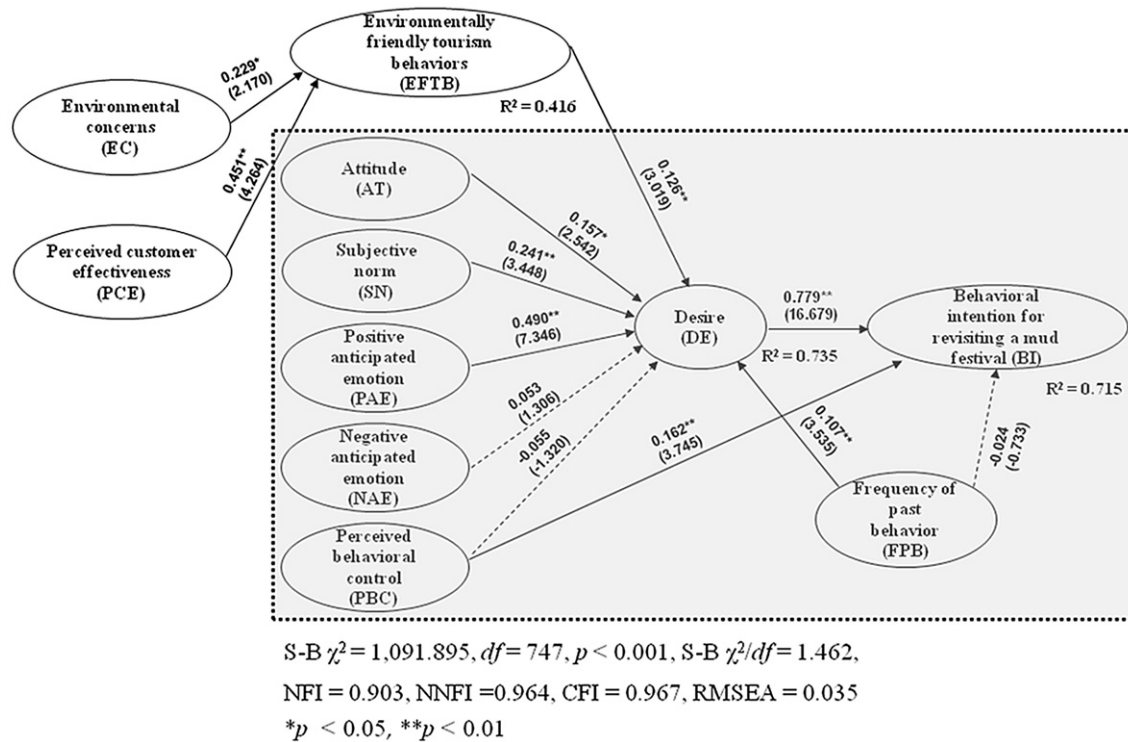 Environmentally
friendly tourism
behaviors
(EFTB)
R² = 0.416
0.229*
(2.170)
Environmental
concerns
(EC)
0.451**
(4.264)
Perceived customer
effectiveness
(PCE)
Attitude
(AT)
0.126**
(3.019)
0.157*
(2.542)
Subjective
norm
(SN)
0.241**
(3.448)
Positive
anticipated
emotion
(PAE)
0.490**
(7.346)
Desire
(DE)
R² = 0.735
0.779**
(16.679)
Behavioral
intention for
revisiting a mud
festival (BI)
R² = 0.715
Negative
anticipated
emotion
(NAE)
0.053
(1.306)
-0.055
(-1.320)
0.162**
(3.745)
0.107**
(3.535)
-0.024
(-0.733)
Perceived
behavioral
control
(PBC)
Frequency of
past
behavior
(FPB)
S-B χ² = 1,091.895, df = 747, p < 0.001, S-B χ²/df = 1.462,
NFI = 0.903, NNFI =0.964, CFI = 0.967, RMSEA = 0.035
*p < 0.05, **p < 0.01